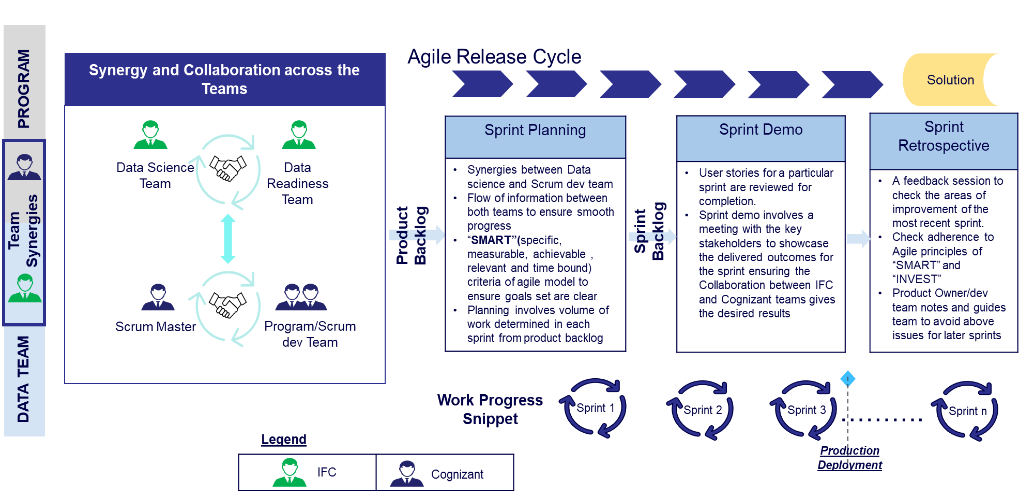 PROGRAM
Team
Synergies
DATA TEAM
Synergy and Collaboration across the
Teams
Data Science
Team
Data
Readiness
Team
Scrum Master
Program/Scrum
dev Team
Agile Release Cycle
Solution
Product
Backlog
Sprint Planning
• Synergies between Data
science and Scrum dev team
• Flow of information between
both teams to ensure smooth
progress
• “SMART”(specific,
measurable, achievable ,
relevant and time bound)
criteria of agile model to
ensure goals set are clear
• Planning involves volume of
work determined in each
sprint from product backlog
Sprint
Backlog
Sprint Demo
• User stories for a particular
sprint are reviewed for
completion.
• Sprint demo involves a
meeting with the key
stakeholders to showcase
the delivered outcomes for
the sprint ensuring the
Collaboration between IFC
and Cognizant teams gives
the desired results
Sprint
Retrospective
• A feedback session to
check the areas of
improvement of the
most recent sprint.
• Check adherence to
Agile principles of
“SMART” and
“INVEST”
• Product Owner/dev
team notes and guides
team to avoid above
issues for later sprints
Work Progress
Snippet
Sprint 1
Sprint 2
Sprint 3
Sprint n
Production
Deployment
Legend
IFC
Cognizant